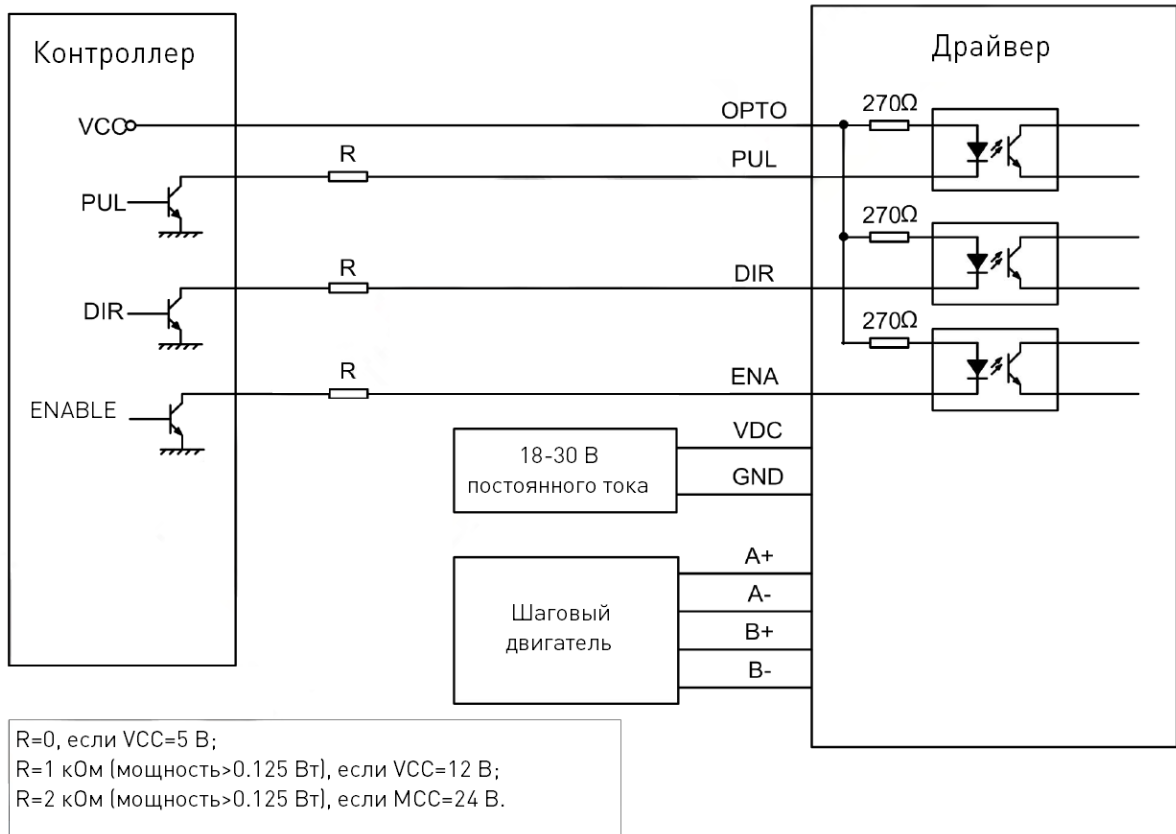 Контроллер
Драйвер
VCC
OPTO
270Ω
R
PUL
PUL
270Ω
R
DIR
DIR
270Ω
R
ENA
ENABLE
VDC
18-30 В
постоянного тока
GND
A+
A-
Шаговый
двигатель
B+
B-
R=0, если VCC=5 В;
R=1 кОм (мощность>0.125 Вт), если VCC=12 В;
R=2 кОм (мощность>0.125 Вт), если МСС=24 В.